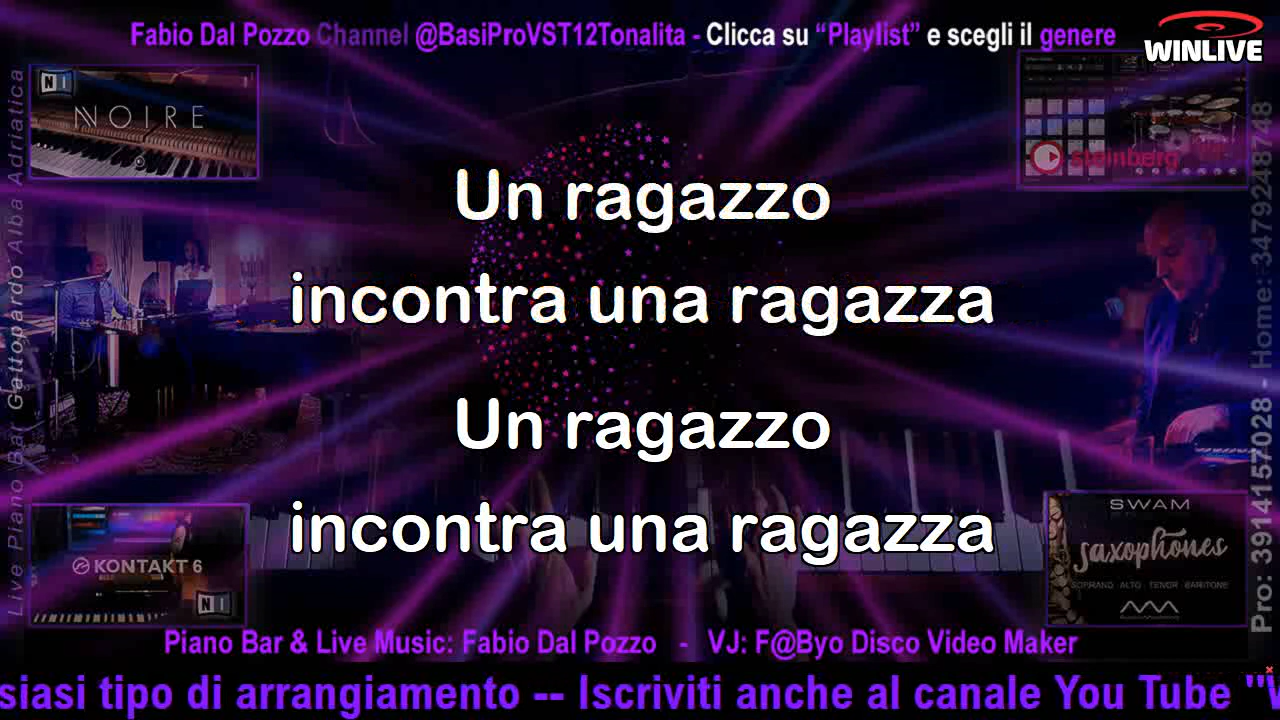 Fabio Dal Pozzo Channel @BasiProVST12Tonalita - Clicca su “Playlist” e scegli il genere
WINLIVE
NI
NOIRE
steinberg
Live Piano Bar Gattopardo Alba Adriatica
Pro: 3914157028 - Home: 3479248748
Un ragazzo
incontra una ragazza
Un ragazzo
incontra una ragazza
KONTAKT 6
NI
SWAM
saxophones
SOPRANO · ALTO · TENOR · BARITONE
Piano Bar & Live Music: Fabio Dal Pozzo - VJ: F@Byo Disco Video Maker
siasi tipo di arrangiamento -- Iscriviti anche al canale You Tube "